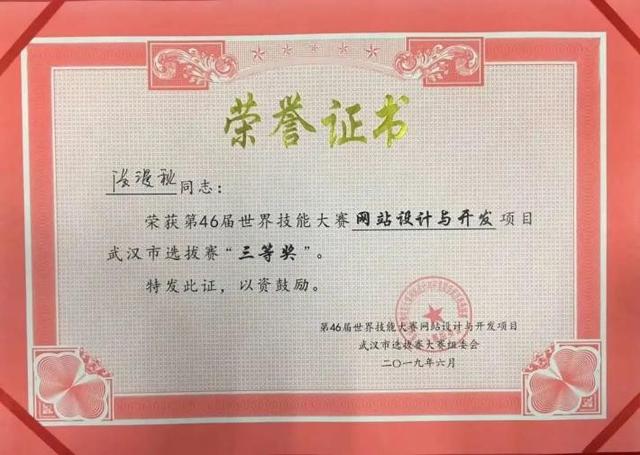 荣誉证书
同志：
荣获第46届世界技能大赛网站设计与开发项目
武汉市选拔赛“三等奖”。
特发此证，以资鼓励。
第46届世界技能大赛网站设计与开发项目
武汉市选拔赛大赛组委会
二〇一九年六月